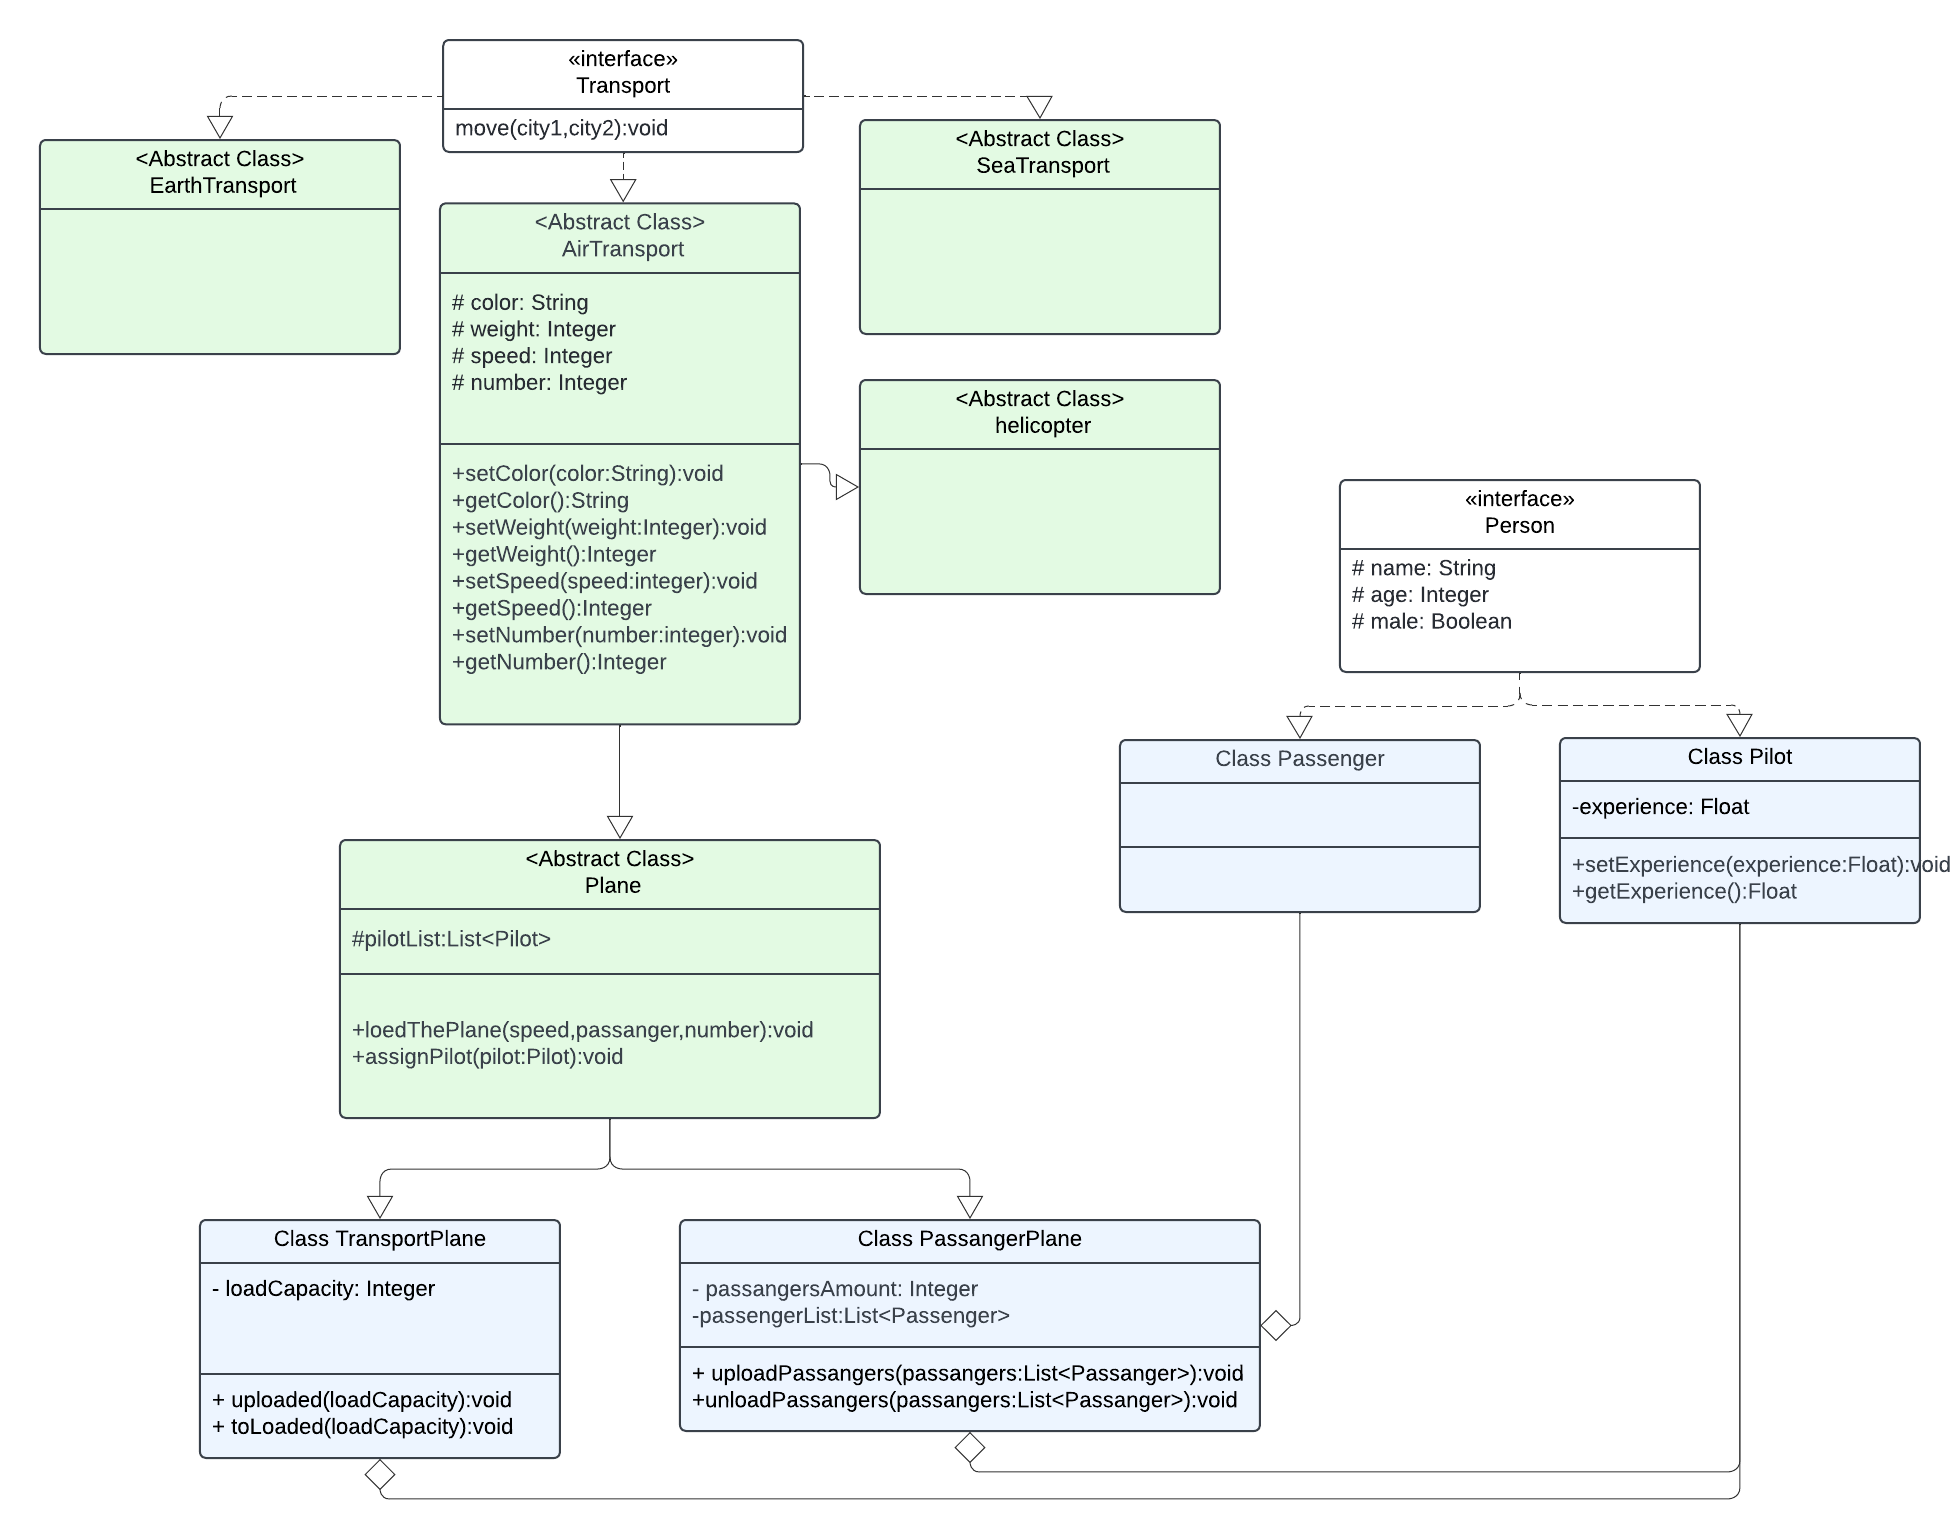 «interface»
Transport
move(city1,city2):void
<Abstract Class>
EarthTransport
<Abstract Class>
SeaTransport
<Abstract Class>
AirTransport
# color: String
# weight: Integer
# speed: Integer
# number: Integer
+setColor(color:String):void
+getColor():String
+setWeight(weight:Integer):void
+getWeight():Integer
+setSpeed(speed:integer):void
+getSpeed():Integer
+setNumber(number:integer):void
+getNumber():Integer
<Abstract Class>
helicopter
«interface»
Person
# name: String
# age: Integer
# male: Boolean
Class Passenger
Class Pilot
-experience: Float
+setExperience(experience:Float):void
+getExperience():Float
<Abstract Class>
Plane
#pilotList:List<Pilot>
+loedThePlane(speed,passanger,number):void
+assignPilot(pilot:Pilot):void
Class TransportPlane
- loadCapacity: Integer
+ uploaded(loadCapacity):void
+ toLoaded(loadCapacity):void
Class PassangerPlane
- passangersAmount: Integer
-passengerList:List<Passenger>
+ uploadPassangers(passangers:List<Passanger>):void
+unloadPassangers(passangers:List<Passanger>):void